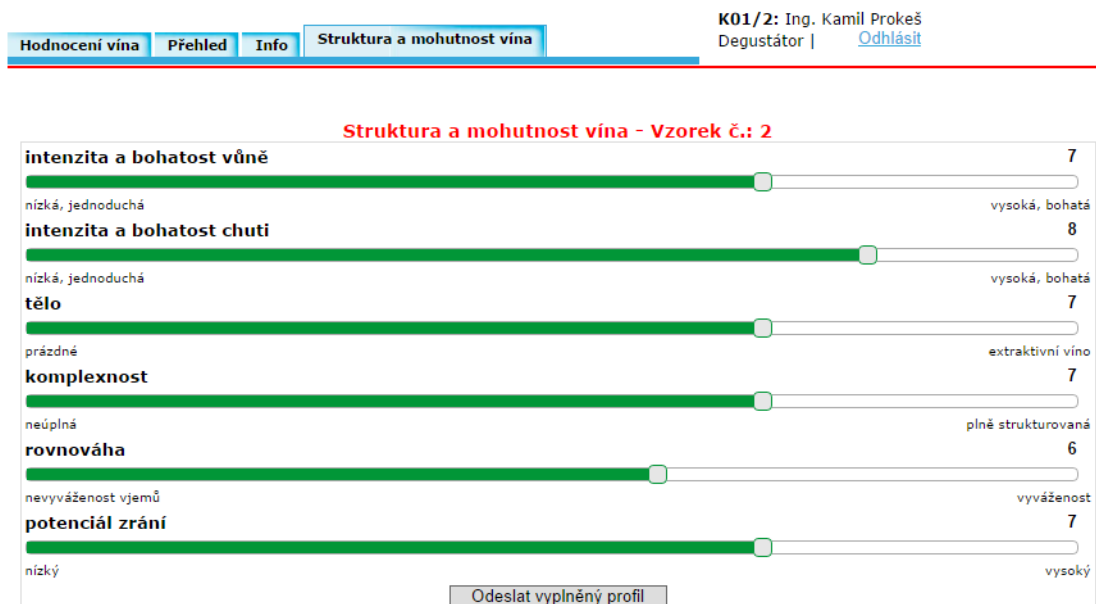 Hodnocení vína Přehled Info Struktura a mohutnost vína
K01/2: Ing. Kamil Prokeš
Degustátor | Odhlásit
Struktura a mohutnost vína - Vzorek č.: 2
intenzita a bohatost vůně 7
nízká, jednoduchá vysoká, bohatá
intenzita a bohatost chuti 8
nízká, jednoduchá vysoká, bohatá
tělo 7
prázdné extraktivní víno
komplexnost 7
neúplná plně strukturovaná
rovnováha 6
nevyváženost vjemů vyváženost
potenciál zrání 7
nízký vysoký
Odeslat vyplněný profil